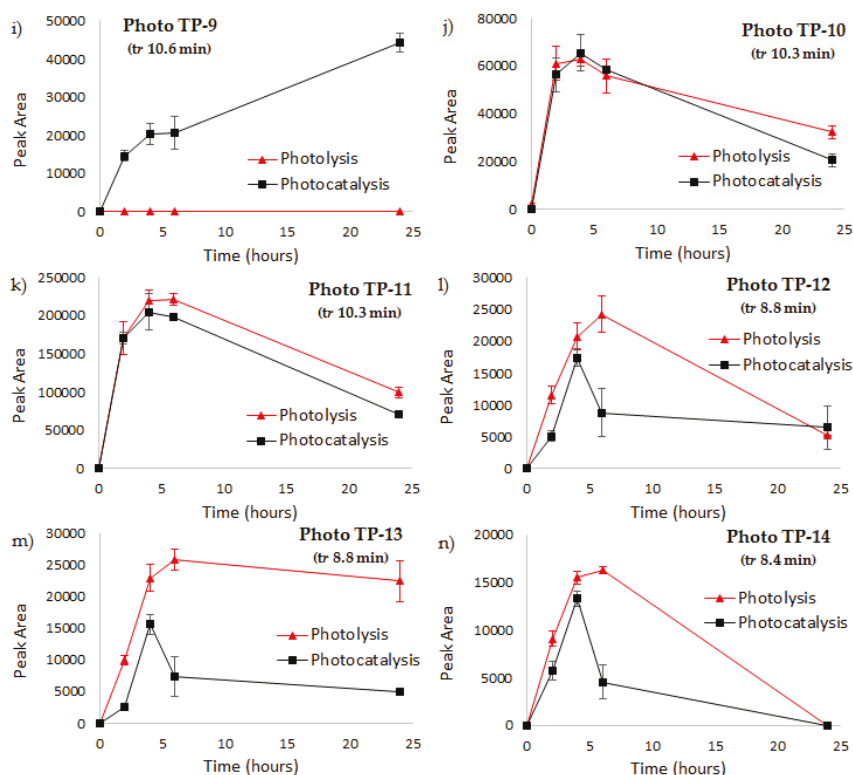 i)
Photo TP-9
(tr 10.6 min)
Peak Area
50000
40000
30000
20000
10000
0
Photolysis
Photocatalysis
0 5 10 15 20 25
Time (hours)
j)
Photo TP-10
(tr 10.3 min)
Peak Area
80000
60000
40000
20000
0
Photolysis
Photocatalysis
0 5 10 15 20 25
Time (hours)
k)
Photo TP-11
(tr 10.3 min)
Peak Area
250000
200000
150000
100000
50000
0
Photolysis
Photocatalysis
0 5 10 15 20 25
Time (hours)
l)
Photo TP-12
(tr 8.8 min)
Peak Area
30000
25000
20000
15000
10000
5000
0
Photolysis
Photocatalysis
0 5 10 15 20 25
Time (hours)
m)
Photo TP-13
(tr 8.8 min)
Peak Area
30000
25000
20000
15000
10000
5000
0
Photolysis
Photocatalysis
0 5 10 15 20 25
Time (hours)
n)
Photo TP-14
(tr 8.4 min)
Peak Area
20000
15000
10000
5000
0
Photolysis
Photocatalysis
0 5 10 15 20 25
Time (hours)